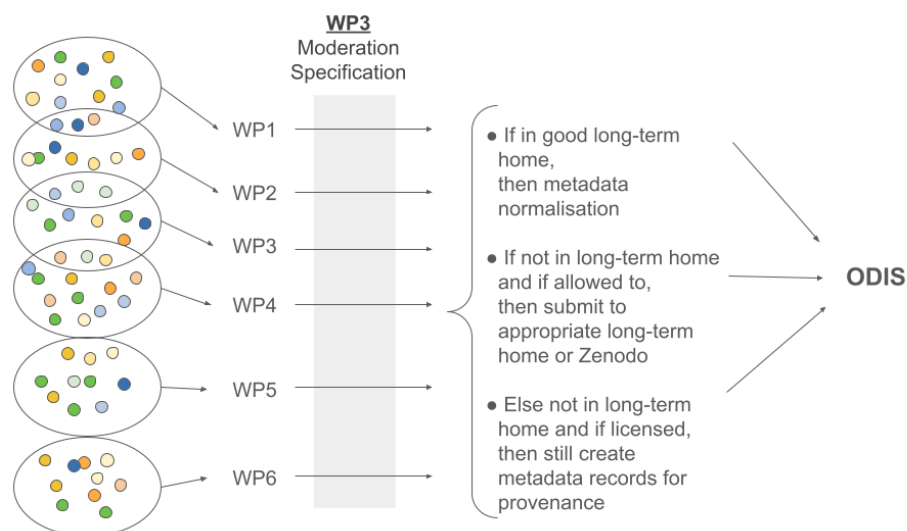 WP3
Moderation
Specification
WP1
WP2
WP3
WP4
WP5
WP6
● If in good long-term
home,
then metadata
normalisation
● If not in long-term home
and if allowed to,
then submit to
appropriate long-term
home or Zenodo
● Else not in long-term
home and if licensed,
then still create
metadata records for
provenance
ODIS